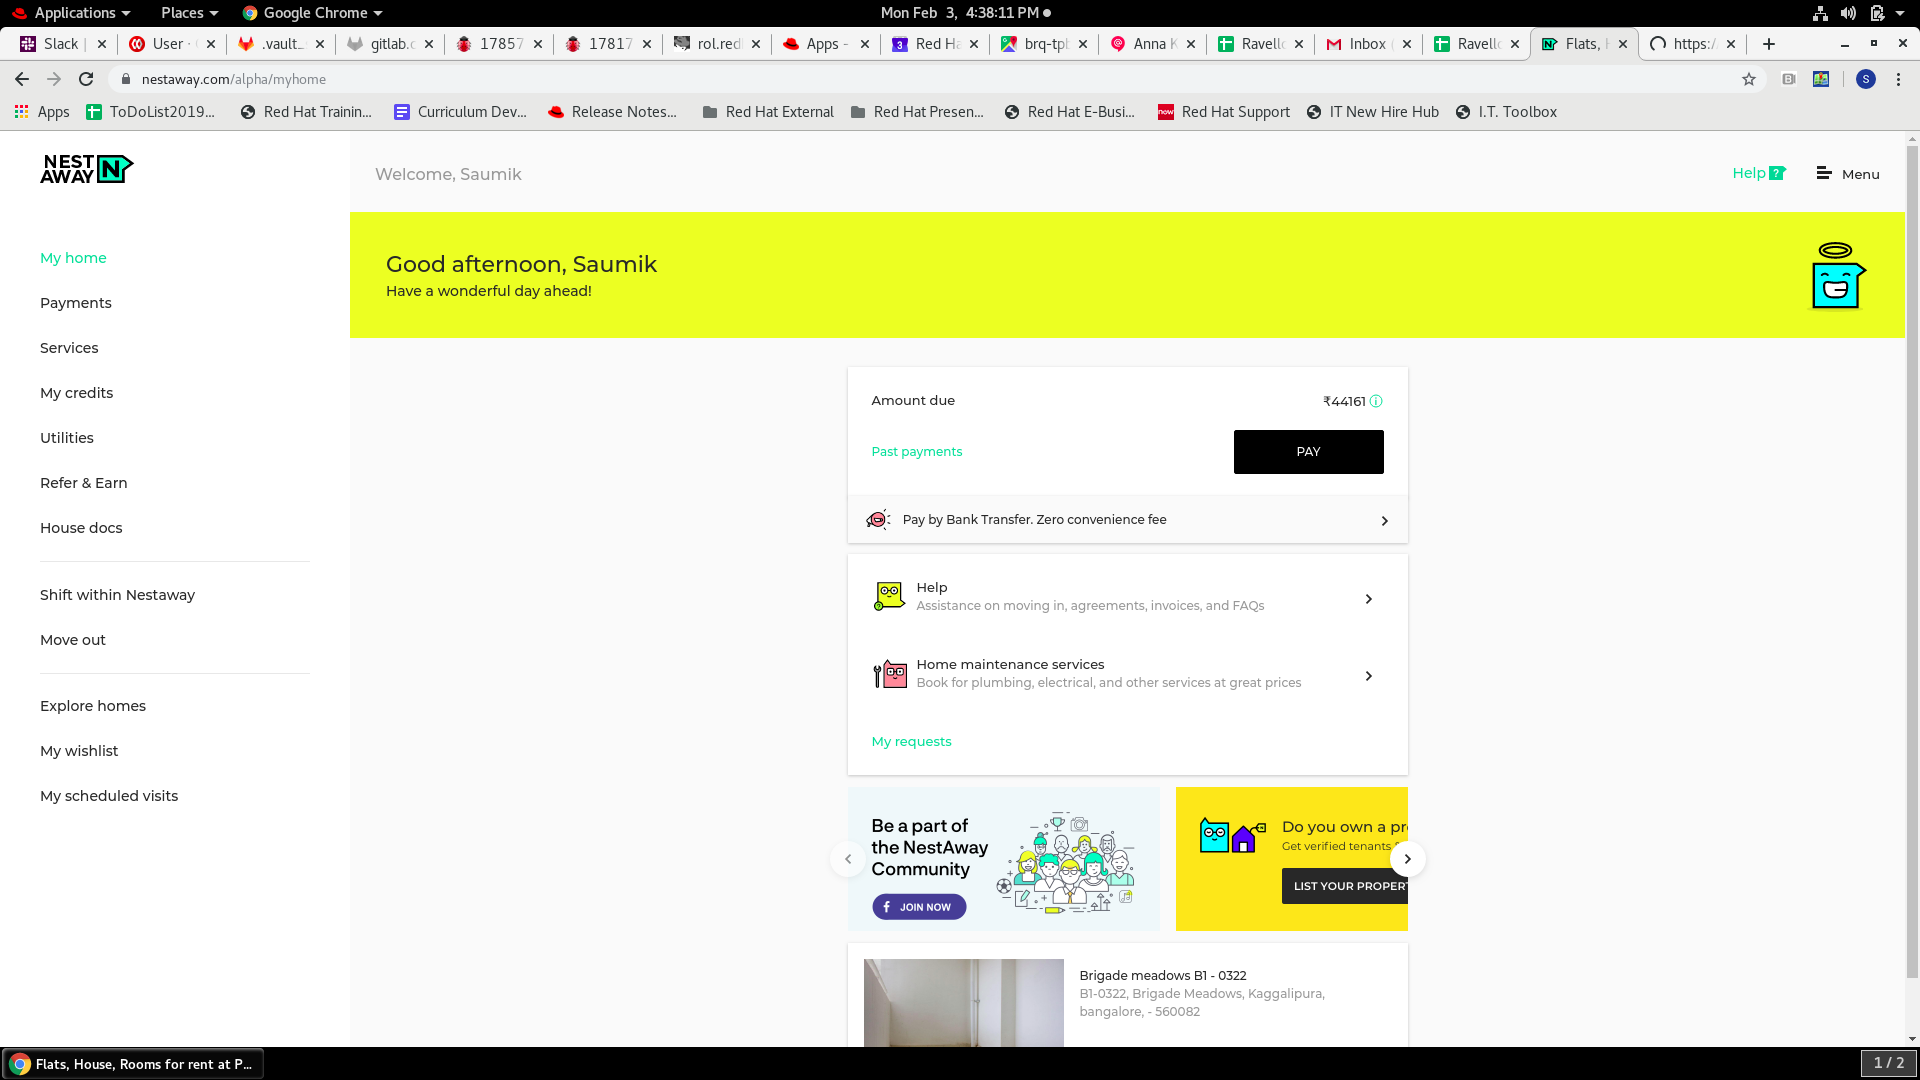 Applications
Places
Google Chrome
Mon Feb 3, 4:38:11 PM
Slack |
User ·
.vault_
gitlab.c
17857
17817
rol.red
Apps -
Red Ha
brq-tpb
Anna K
Ravello
Inbox (
Ravello
Flats, H
https:/
nestaway.com/alpha/myhome
S
Apps
ToDoList2019...
Red Hat Trainin...
Curriculum Dev...
Release Notes...
Red Hat External
Red Hat Presen...
Red Hat E-Busi...
now
Red Hat Support
IT New Hire Hub
I.T. Toolbox
NEST
AWAY N
Welcome, Saumik
Help ?
Menu
My home
Payments
Services
My credits
Utilities
Refer & Earn
House docs
Shift within Nestaway
Move out
Explore homes
My wishlist
My scheduled visits
Good afternoon, Saumik
Have a wonderful day ahead!
Amount due
₹44161
Past payments
PAY
Pay by Bank Transfer. Zero convenience fee
Help
Assistance on moving in, agreements, invoices, and FAQs
Home maintenance services
Book for plumbing, electrical, and other services at great prices
My requests
Be a part of
the NestAway
Community
f JOIN NOW
Do you own a pr
Get verified tenants
LIST YOUR PROPERT
Brigade meadows B1 - 0322
B1-0322, Brigade Meadows, Kaggalipura,
bangalore, - 560082
Flats, House, Rooms for rent at P...
1 / 2